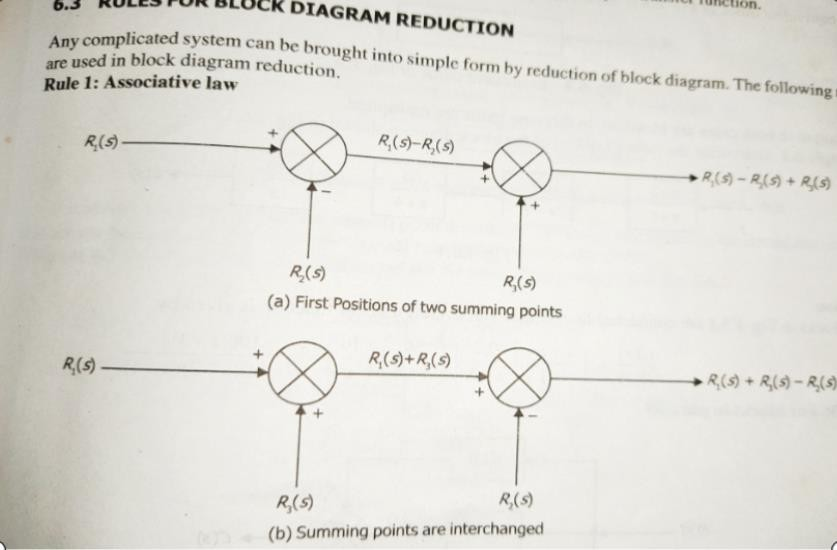 6.3 RULES FOR BLOCK DIAGRAM REDUCTION
Any complicated system can be brought into simple form by reduction of block diagram. The following
are used in block diagram reduction.
Rule 1: Associative law
R₁(s) + R₁(s)−R₂(s) + R₁(s) − R₂(s) + R₃(s)
− +
R₂(s) R₃(s)
(a) First Positions of two summing points
R₁(s) + R₁(s)+R₃(s) + R₁(s) + R₃(s) − R₂(s)
+ −
R₃(s) R₂(s)
(b) Summing points are interchanged